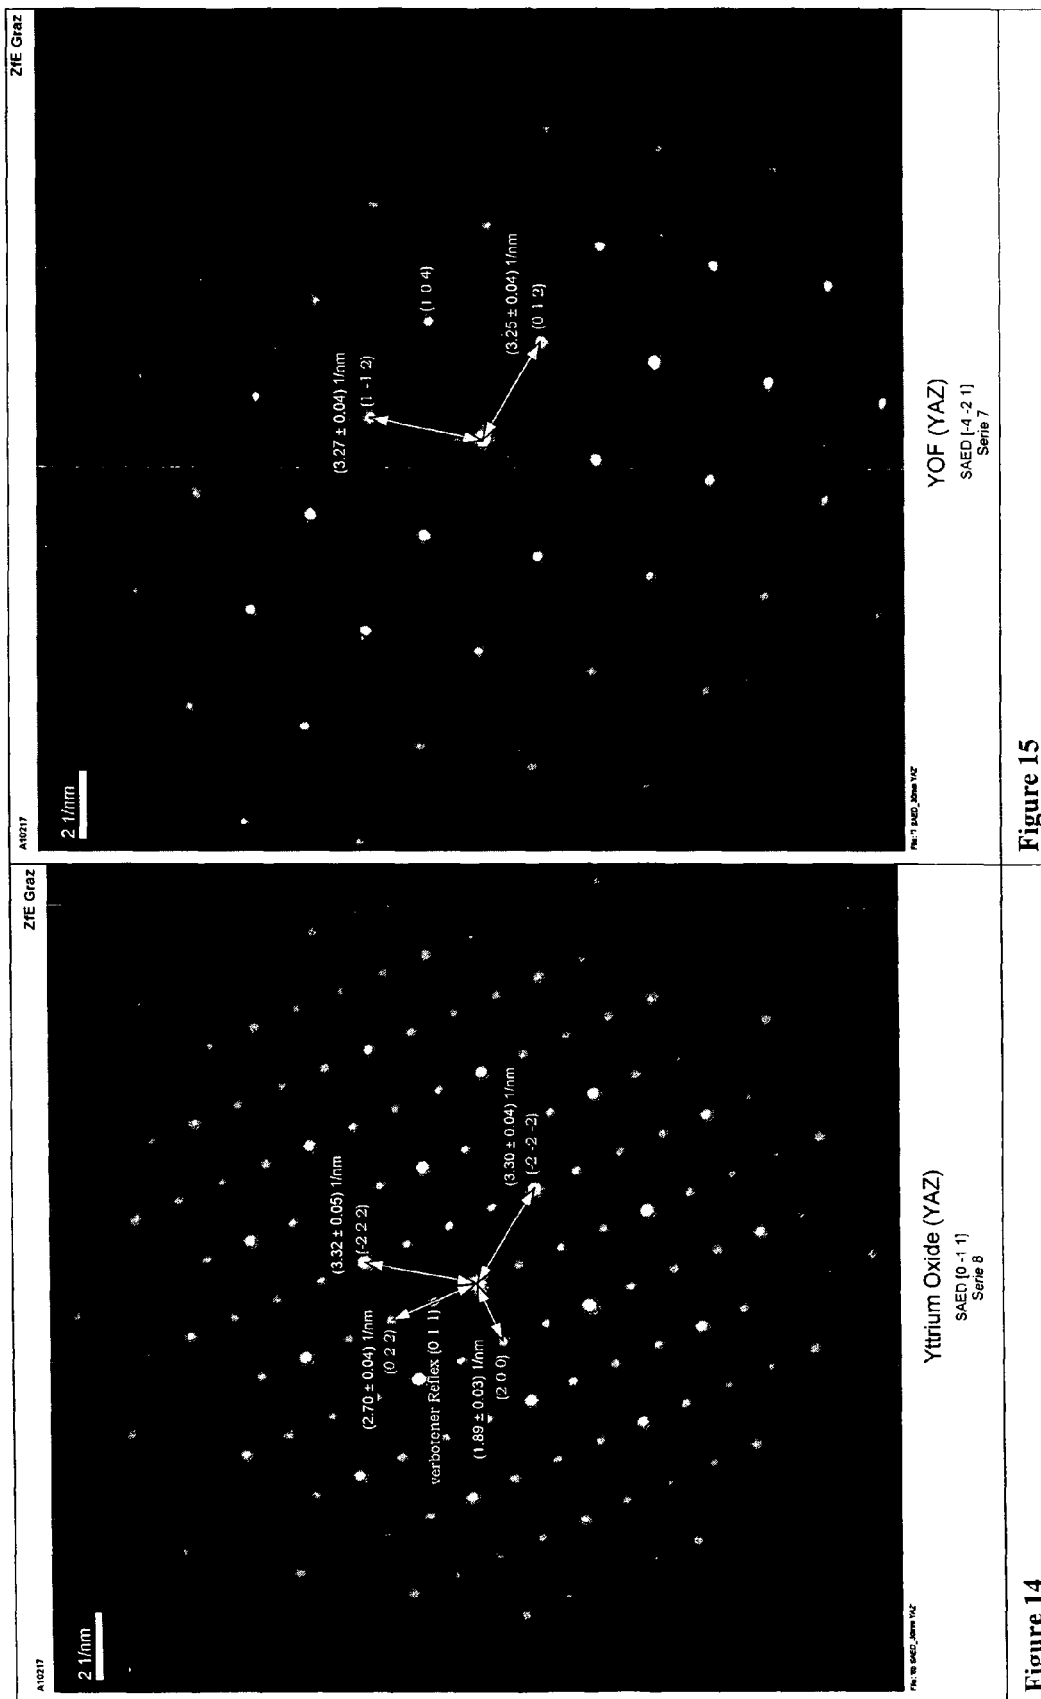 ZfE Graz
A10217
2 1/nm
(3.32 ± 0.05) 1/nm
(-2 2 2)
(2.70 ± 0.04) 1/nm
(0 2 2)
verbotener Reflex (0 1 1)
(1.89 ± 0.03) 1/nm
(2 0 0)
(3.30 ± 0.04) 1/nm
(-2 -2 -2)
Yttrium Oxide (YAZ)
SAED [0 -1 1]
Serie 8
Figure 14
ZfE Graz
A10217
2 1/nm
(3.27 ± 0.04) 1/nm
(1 -1 2)
(1 0 4)
(3.25 ± 0.04) 1/nm
(0 1 2)
YOF (YAZ)
SAED [-4 -2 1]
Serie 7
Figure 15